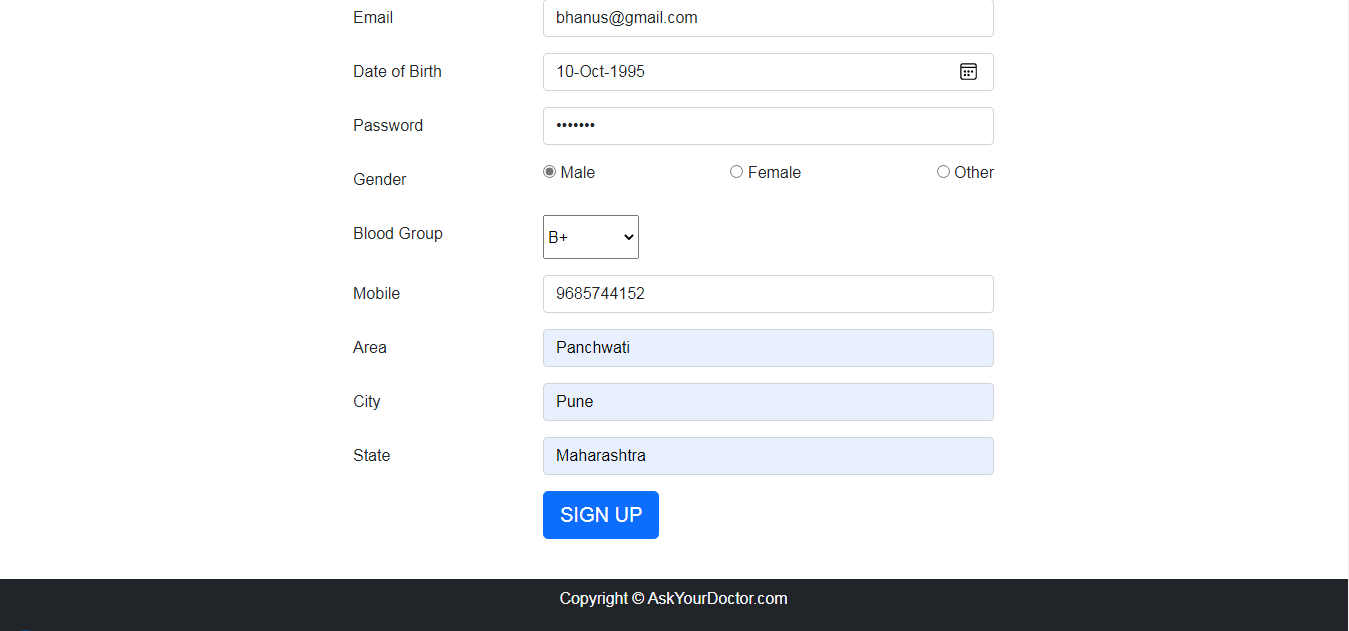 Email bhanus@gmail.com
Date of Birth 10-Oct-1995
Password •••••••
Gender Male Female Other
Blood Group B+
Mobile 9685744152
Area Panchwati
City Pune
State Maharashtra
SIGN UP
Copyright © AskYourDoctor.com